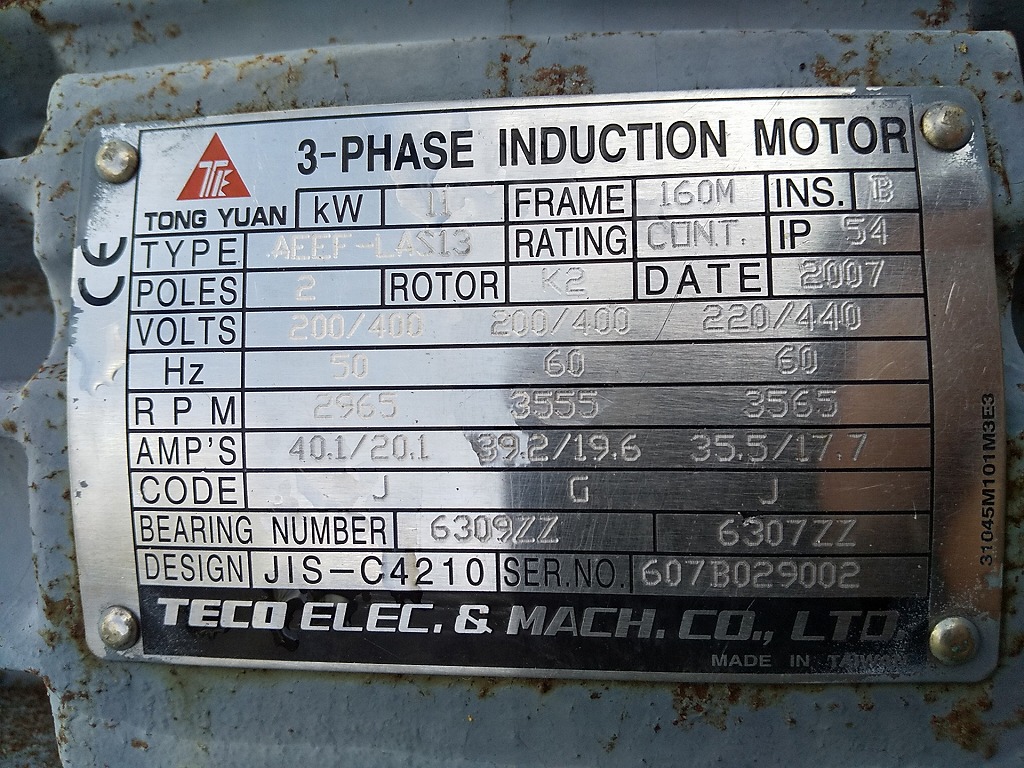 3-PHASE INDUCTION MOTOR
TE
TONG YUAN
kW 11 FRAME 160M INS. B
TYPE AEEF-LAS13 RATING CONT. IP 54
POLES 2 ROTOR K2 DATE 2007
VOLTS 200/400 200/400 220/440
Hz 50 60 60
RPM 2965 3555 3565
AMP'S 40.1/20.1 39.2/19.6 35.5/17.7
CODE J G J
BEARING NUMBER 6309ZZ 6307ZZ
DESIGN JIS-C4210 SER.NO. 607B029002
TECO ELEC. & MACH. CO., LTD.
MADE IN TAIWAN
CE
31045M101M3E3